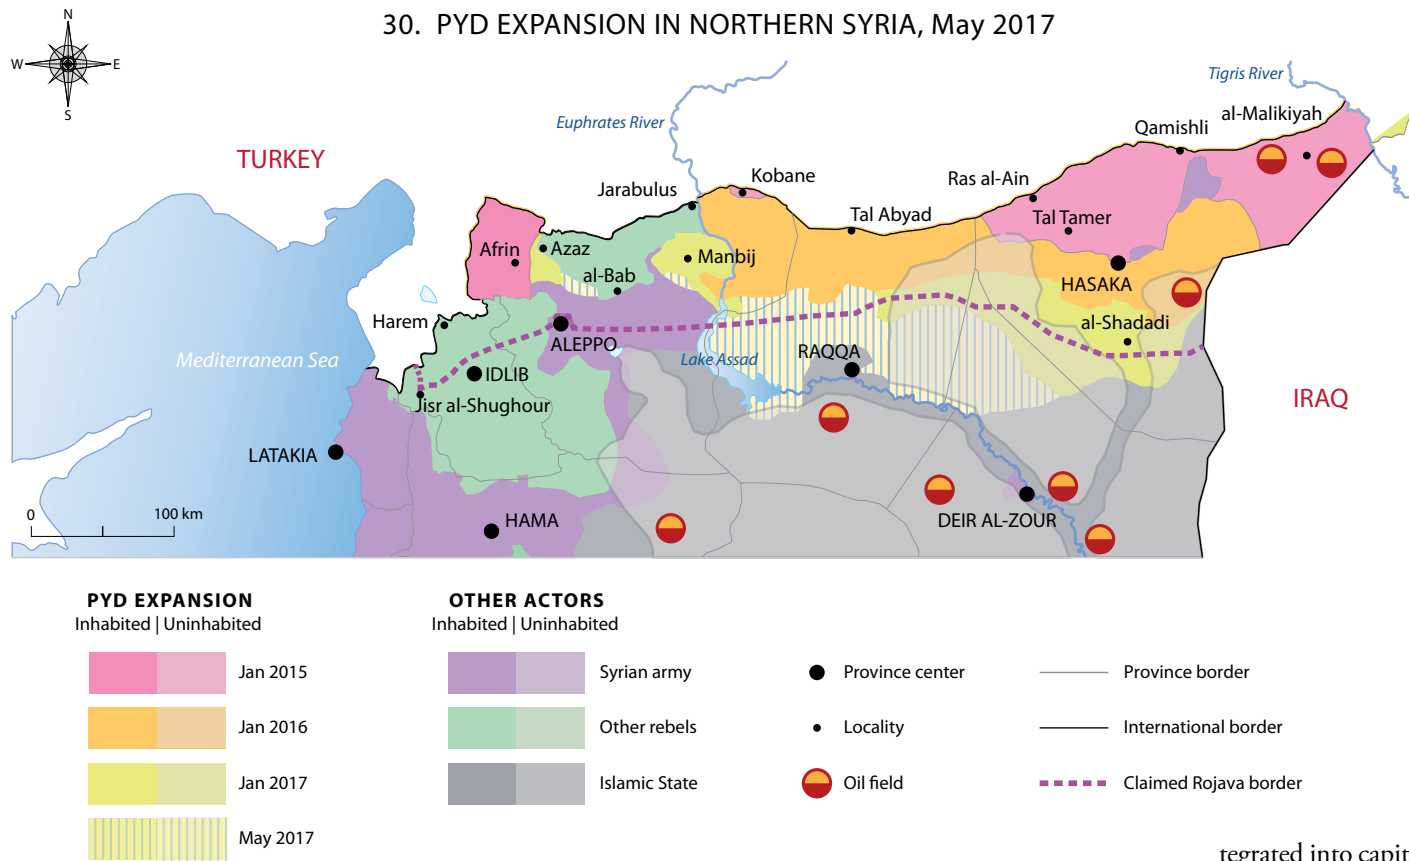 30. PYD EXPANSION IN NORTHERN SYRIA, May 2017
N
W
E
S
Tigris River
al-Malikiyah
Euphrates River
Qamishli
TURKEY
Kobane
Ras al-Ain
Jarabulus
Tal Abyad
Tal Tamer
Afrin
Azaz
Manbij
al-Bab
HASAKA
Harem
al-Shadadi
ALEPPO
RAQQA
Mediterranean Sea
Lake Assad
IDLIB
IRAQ
Jisr al-Shughour
LATAKIA
0
100 km
HAMA
DEIR AL-ZOUR
PYD EXPANSION
Inhabited | Uninhabited
Jan 2015
Jan 2016
Jan 2017
May 2017
OTHER ACTORS
Inhabited | Uninhabited
Syrian army
Other rebels
Islamic State
Province center
Locality
Oil field
Province border
International border
Claimed Rojava border
tegrated into capit